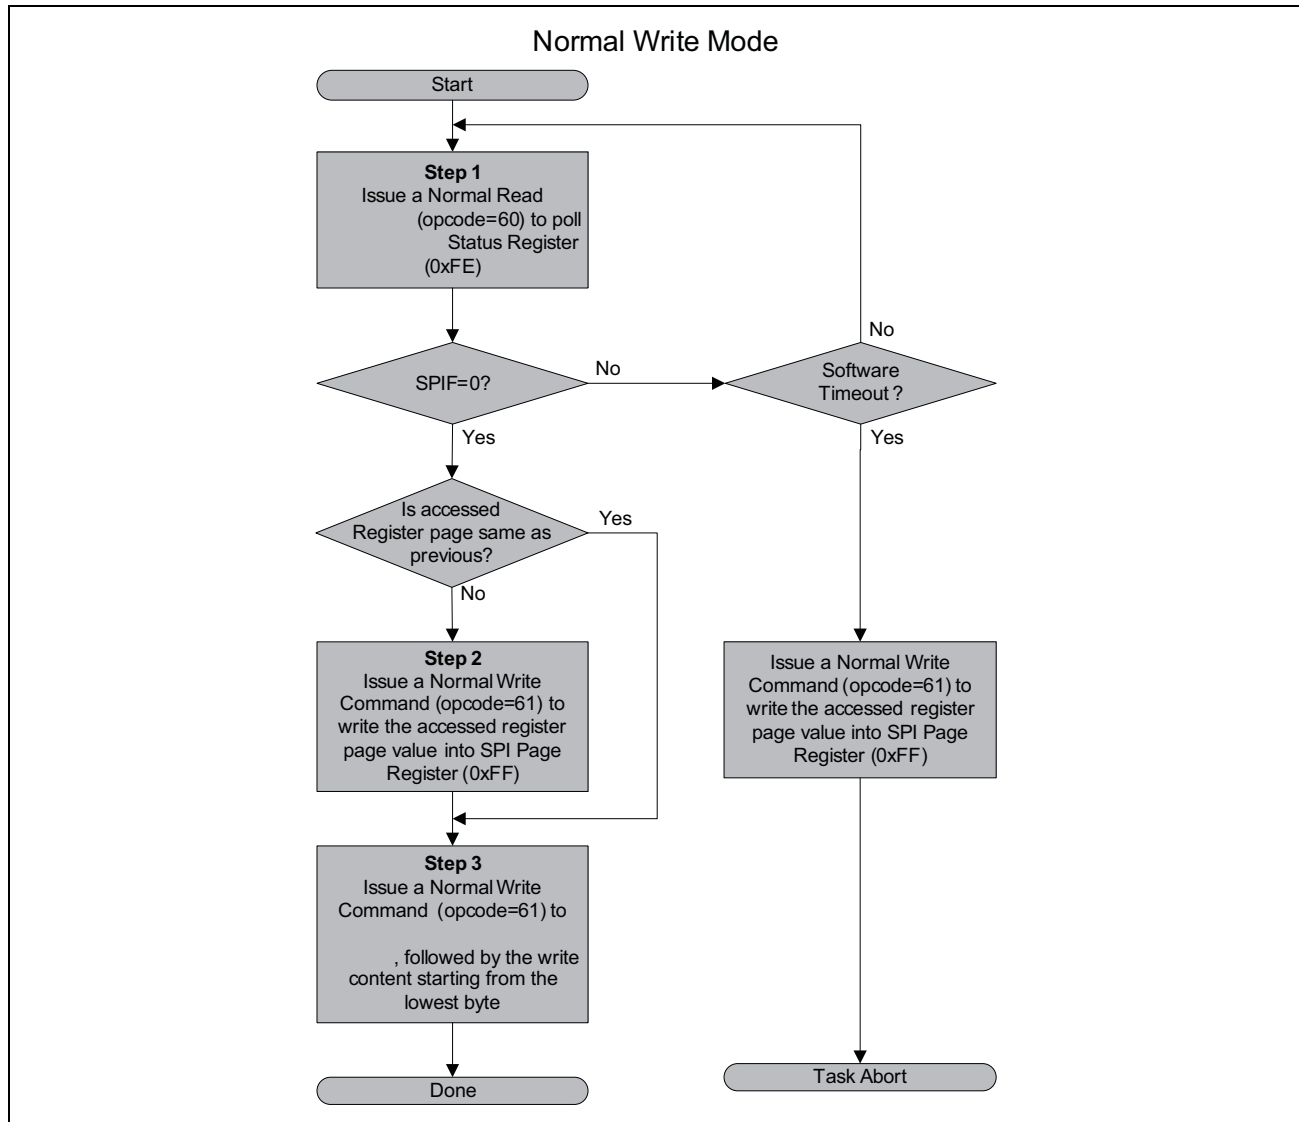 Normal Write Mode
Start
Step 1
Issue a Normal Read
(opcode=60) to poll
Status Register
(0xFE)
No
SPIF=0?
No
Software
Timeout ?
Yes
Yes
Is accessed
Register page same as
previous?
Yes
No
Step 2
Issue a Normal Write
Command (opcode=61) to
write the accessed register
page value into SPI Page
Register (0xFF)
Issue a Normal Write
Command (opcode=61) to
write the accessed register
page value into SPI Page
Register (0xFF)
Step 3
Issue a Normal Write
Command (opcode=61) to
, followed by the write
content starting from the
lowest byte
Done
Task Abort